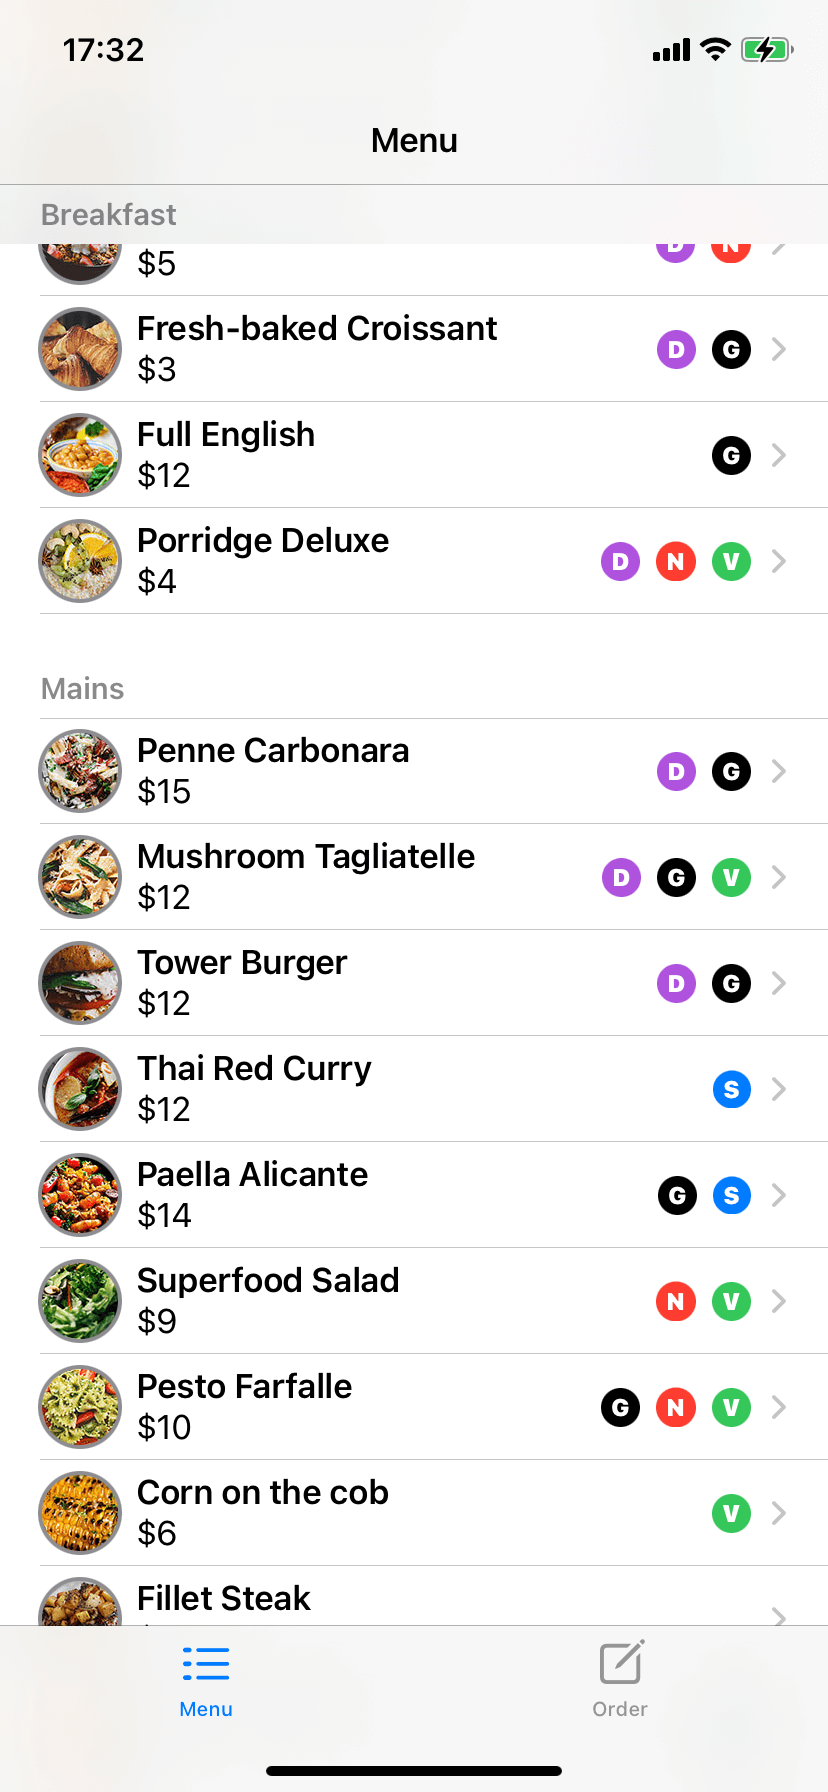 17:32
Menu
Breakfast
$5
D N
Fresh-baked Croissant
$3
D G
Full English
$12
G
Porridge Deluxe
$4
D N V
Mains
Penne Carbonara
$15
D G
Mushroom Tagliatelle
$12
D G V
Tower Burger
$12
D G
Thai Red Curry
$12
S
Paella Alicante
$14
G S
Superfood Salad
$9
N V
Pesto Farfalle
$10
G N V
Corn on the cob
$6
V
Fillet Steak
Menu
Order